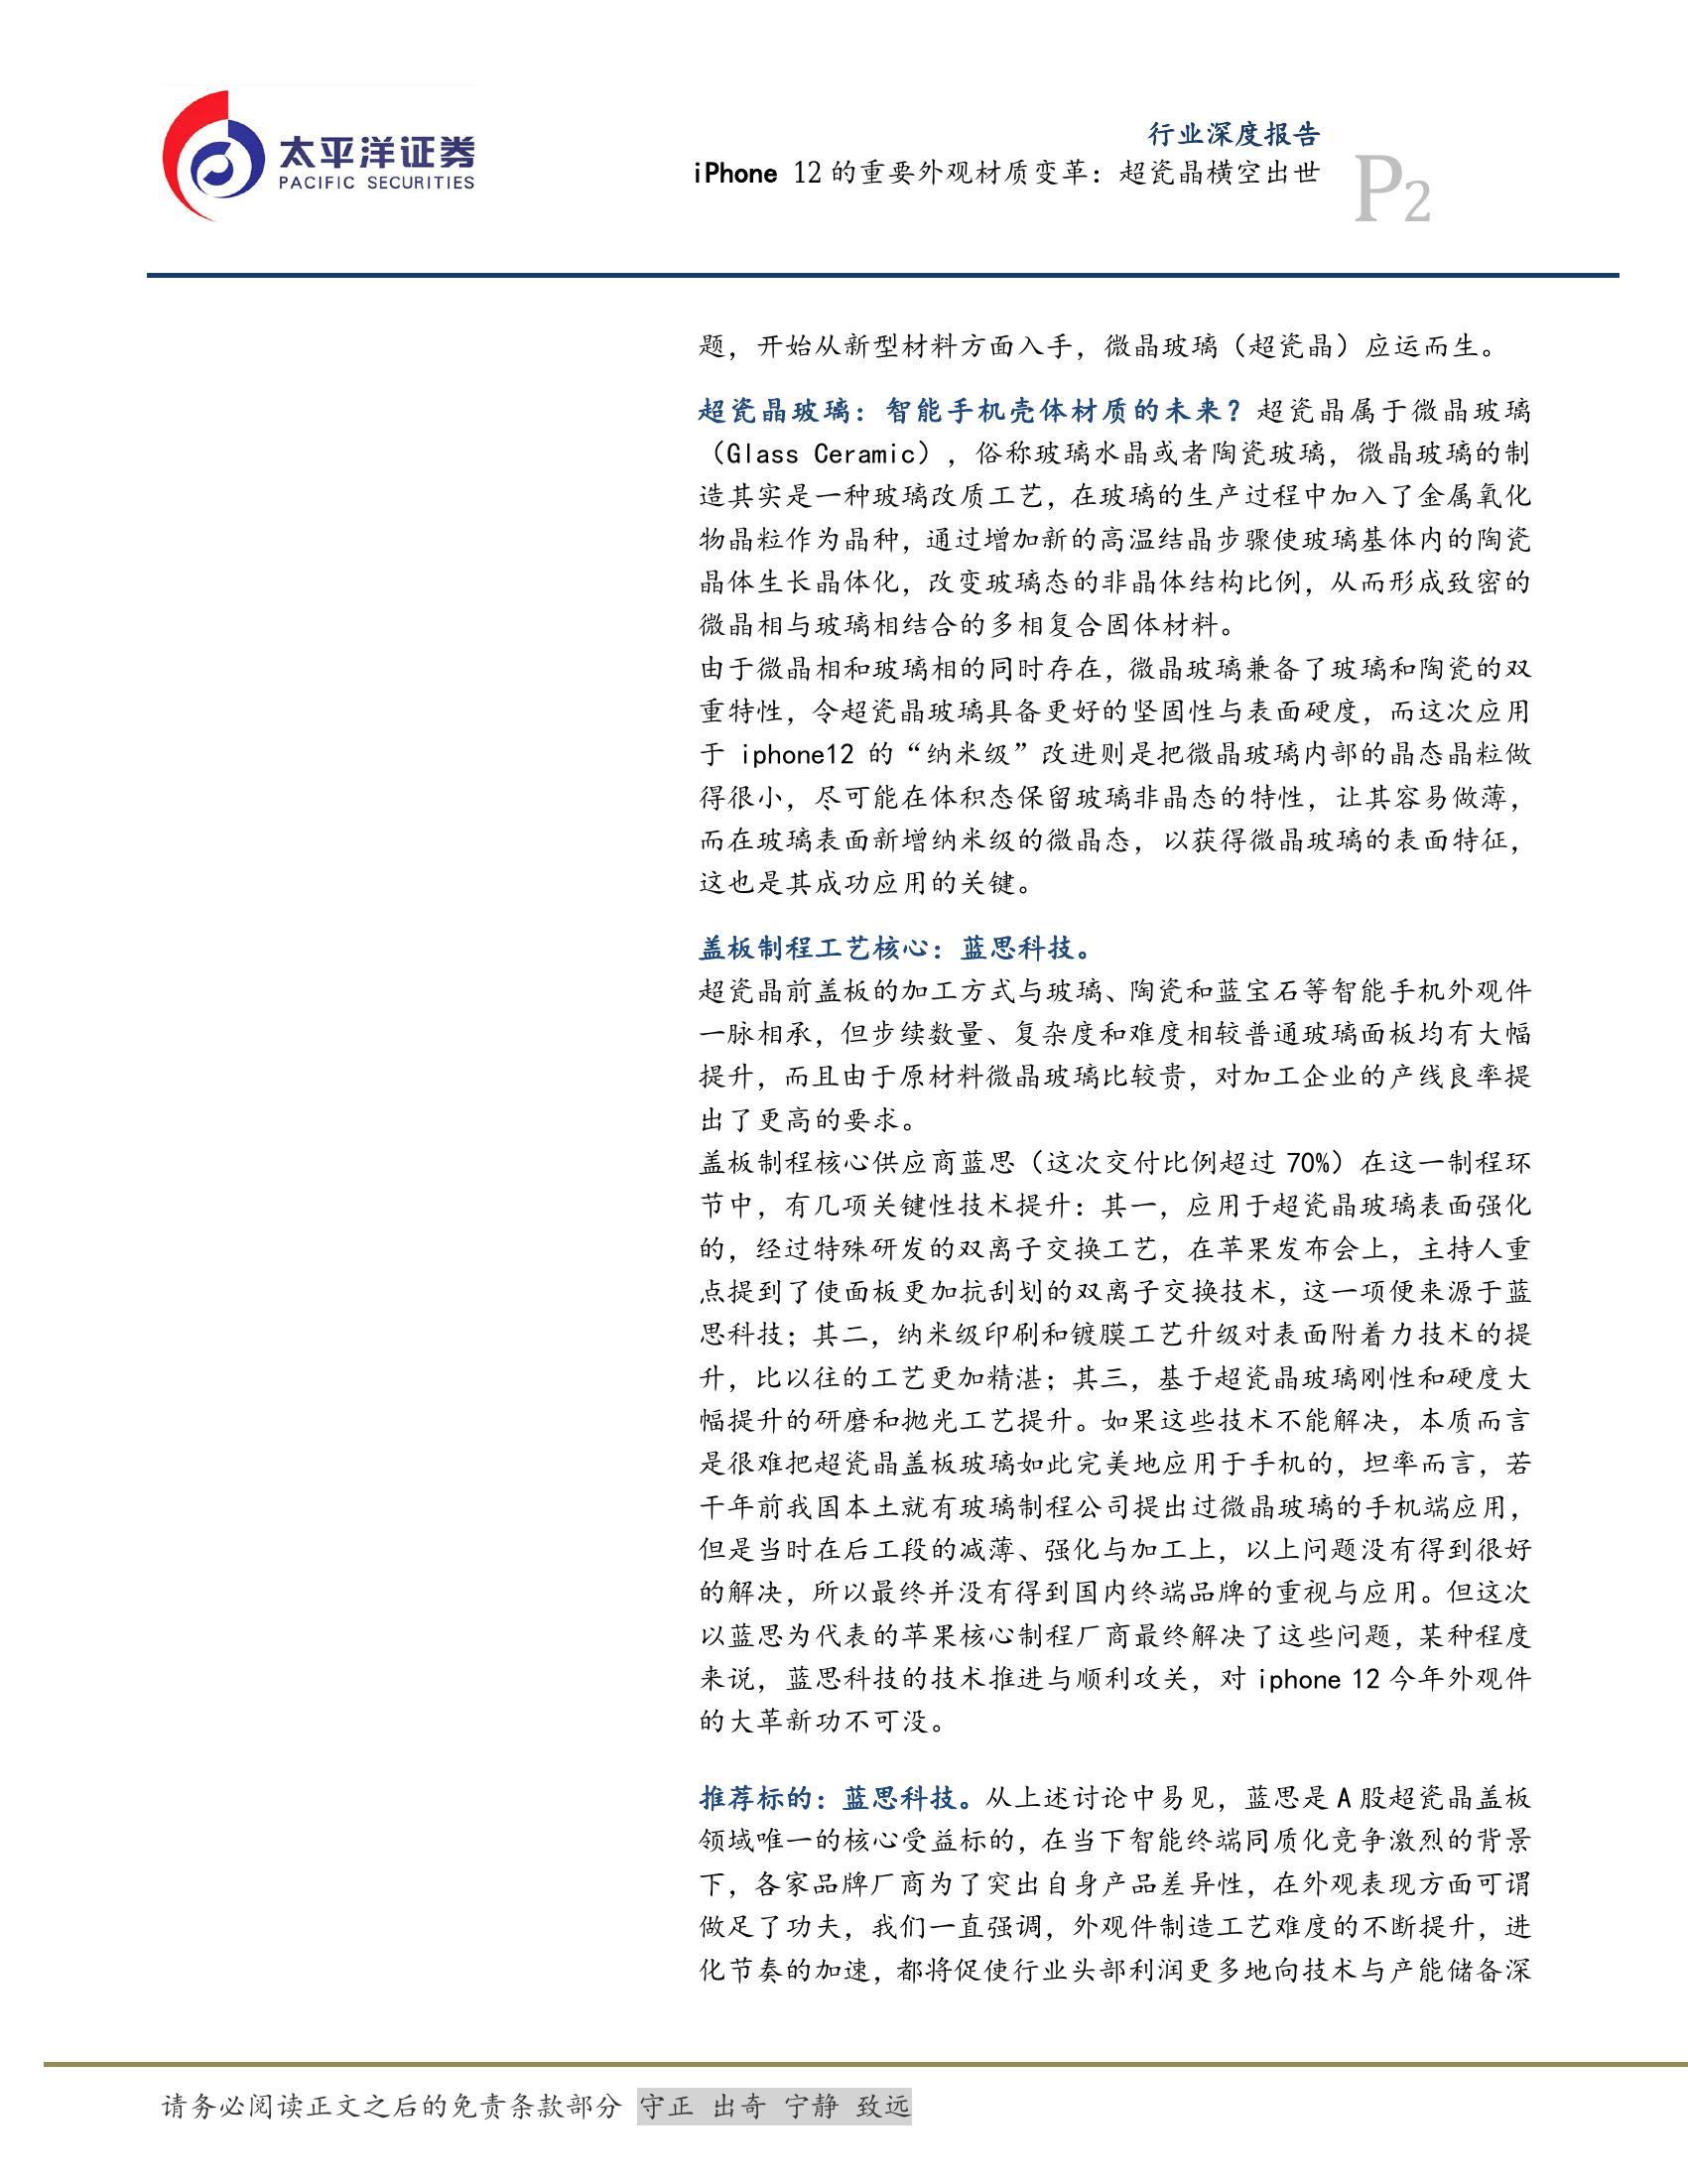 太平洋证券
PACIFIC SECURITIES
行业深度报告
iPhone 12 的重要外观材质变革：超瓷晶横空出世
P2
题，开始从新型材料方面入手，微晶玻璃（超瓷晶）应运而生。
超瓷晶玻璃：智能手机壳体材质的未来？超瓷晶属于微晶玻璃
（Glass Ceramic），俗称玻璃水晶或者陶瓷玻璃，微晶玻璃的制
造其实是一种玻璃改质工艺，在玻璃的生产过程中加入了金属氧化
物晶粒作为晶种，通过增加新的高温结晶步骤使玻璃基体内的陶瓷
晶体生长晶体化，改变玻璃态的非晶体结构比例，从而形成致密的
微晶相与玻璃相结合的多相复合固体材料。
由于微晶相和玻璃相的同时存在，微晶玻璃兼备了玻璃和陶瓷的双
重特性，令超瓷晶玻璃具备更好的坚固性与表面硬度，而这次应用
于 iphone12 的“纳米级”改进则是把微晶玻璃内部的晶态晶粒做
得很小，尽可能在体积态保留玻璃非晶态的特性，让其容易做薄，
而在玻璃表面新增纳米级的微晶态，以获得微晶玻璃的表面特征，
这也是其成功应用的关键。
盖板制程工艺核心：蓝思科技。
超瓷晶前盖板的加工方式与玻璃、陶瓷和蓝宝石等智能手机外观件
一脉相承，但步续数量、复杂度和难度相较普通玻璃面板均有大幅
提升，而且由于原材料微晶玻璃比较贵，对加工企业的产线良率提
出了更高的要求。
盖板制程核心供应商蓝思（这次交付比例超过 70%）在这一制程环
节中，有几项关键性技术提升：其一，应用于超瓷晶玻璃表面强化
的，经过特殊研发的双离子交换工艺，在苹果发布会上，主持人重
点提到了使面板更加抗刮划的双离子交换技术，这一项便来源于蓝
思科技；其二，纳米级印刷和镀膜工艺升级对表面附着力技术的提
升，比以往的工艺更加精湛；其三，基于超瓷晶玻璃刚性和硬度大
幅提升的研磨和抛光工艺提升。如果这些技术不能解决，本质而言
是很难把超瓷晶盖板玻璃如此完美地应用于手机的，坦率而言，若
干年前我国本土就有玻璃制程公司提出过微晶玻璃的手机端应用，
但是当时在后工段的减薄、强化与加工上，以上问题没有得到很好
的解决，所以最终并没有得到国内终端品牌的重视与应用。但这次
以蓝思为代表的苹果核心制程厂商最终解决了这些问题，某种程度
来说，蓝思科技的技术推进与顺利攻关，对 iphone 12 今年外观件
的大革新功不可没。
推荐标的：蓝思科技。从上述讨论中易见，蓝思是 A 股超瓷晶盖板
领域唯一的核心受益标的，在当下智能终端同质化竞争激烈的背景
下，各家品牌厂商为了突出自身产品差异性，在外观表现方面可谓
做足了功夫，我们一直强调，外观件制造工艺难度的不断提升，进
化节奏的加速，都将促使行业头部利润更多地向技术与产能储备深
请务必阅读正文之后的免责条款部分 守正 出奇 宁静 致远